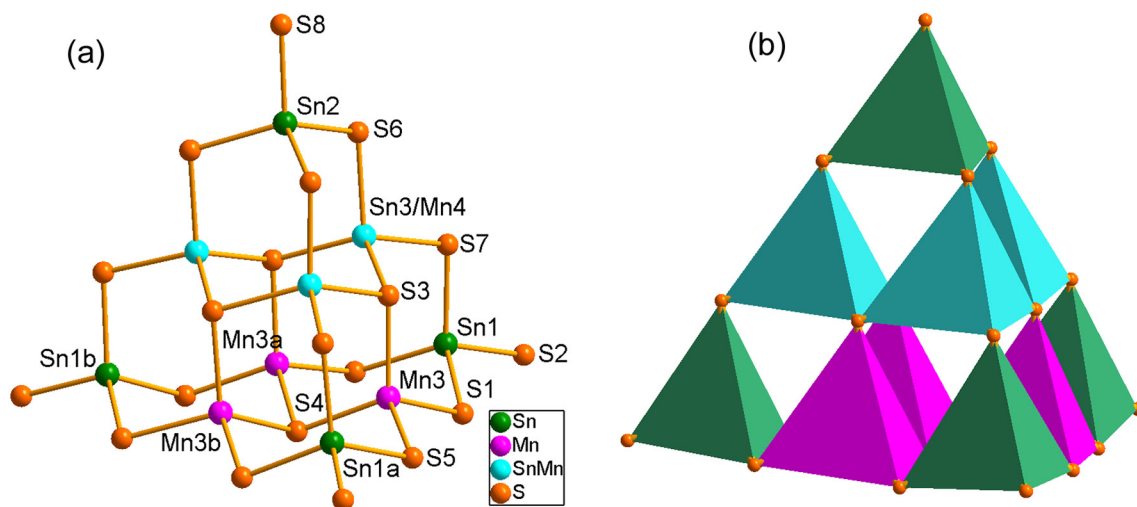 (a)
S8
Sn2
S6
Sn3/Mn4
S7
S3
Mn3a
Sn1
Sn1b
S2
Mn3
S1
S4
Mn3b
Sn1a
S5
Sn
Mn
SnMn
S
(b)